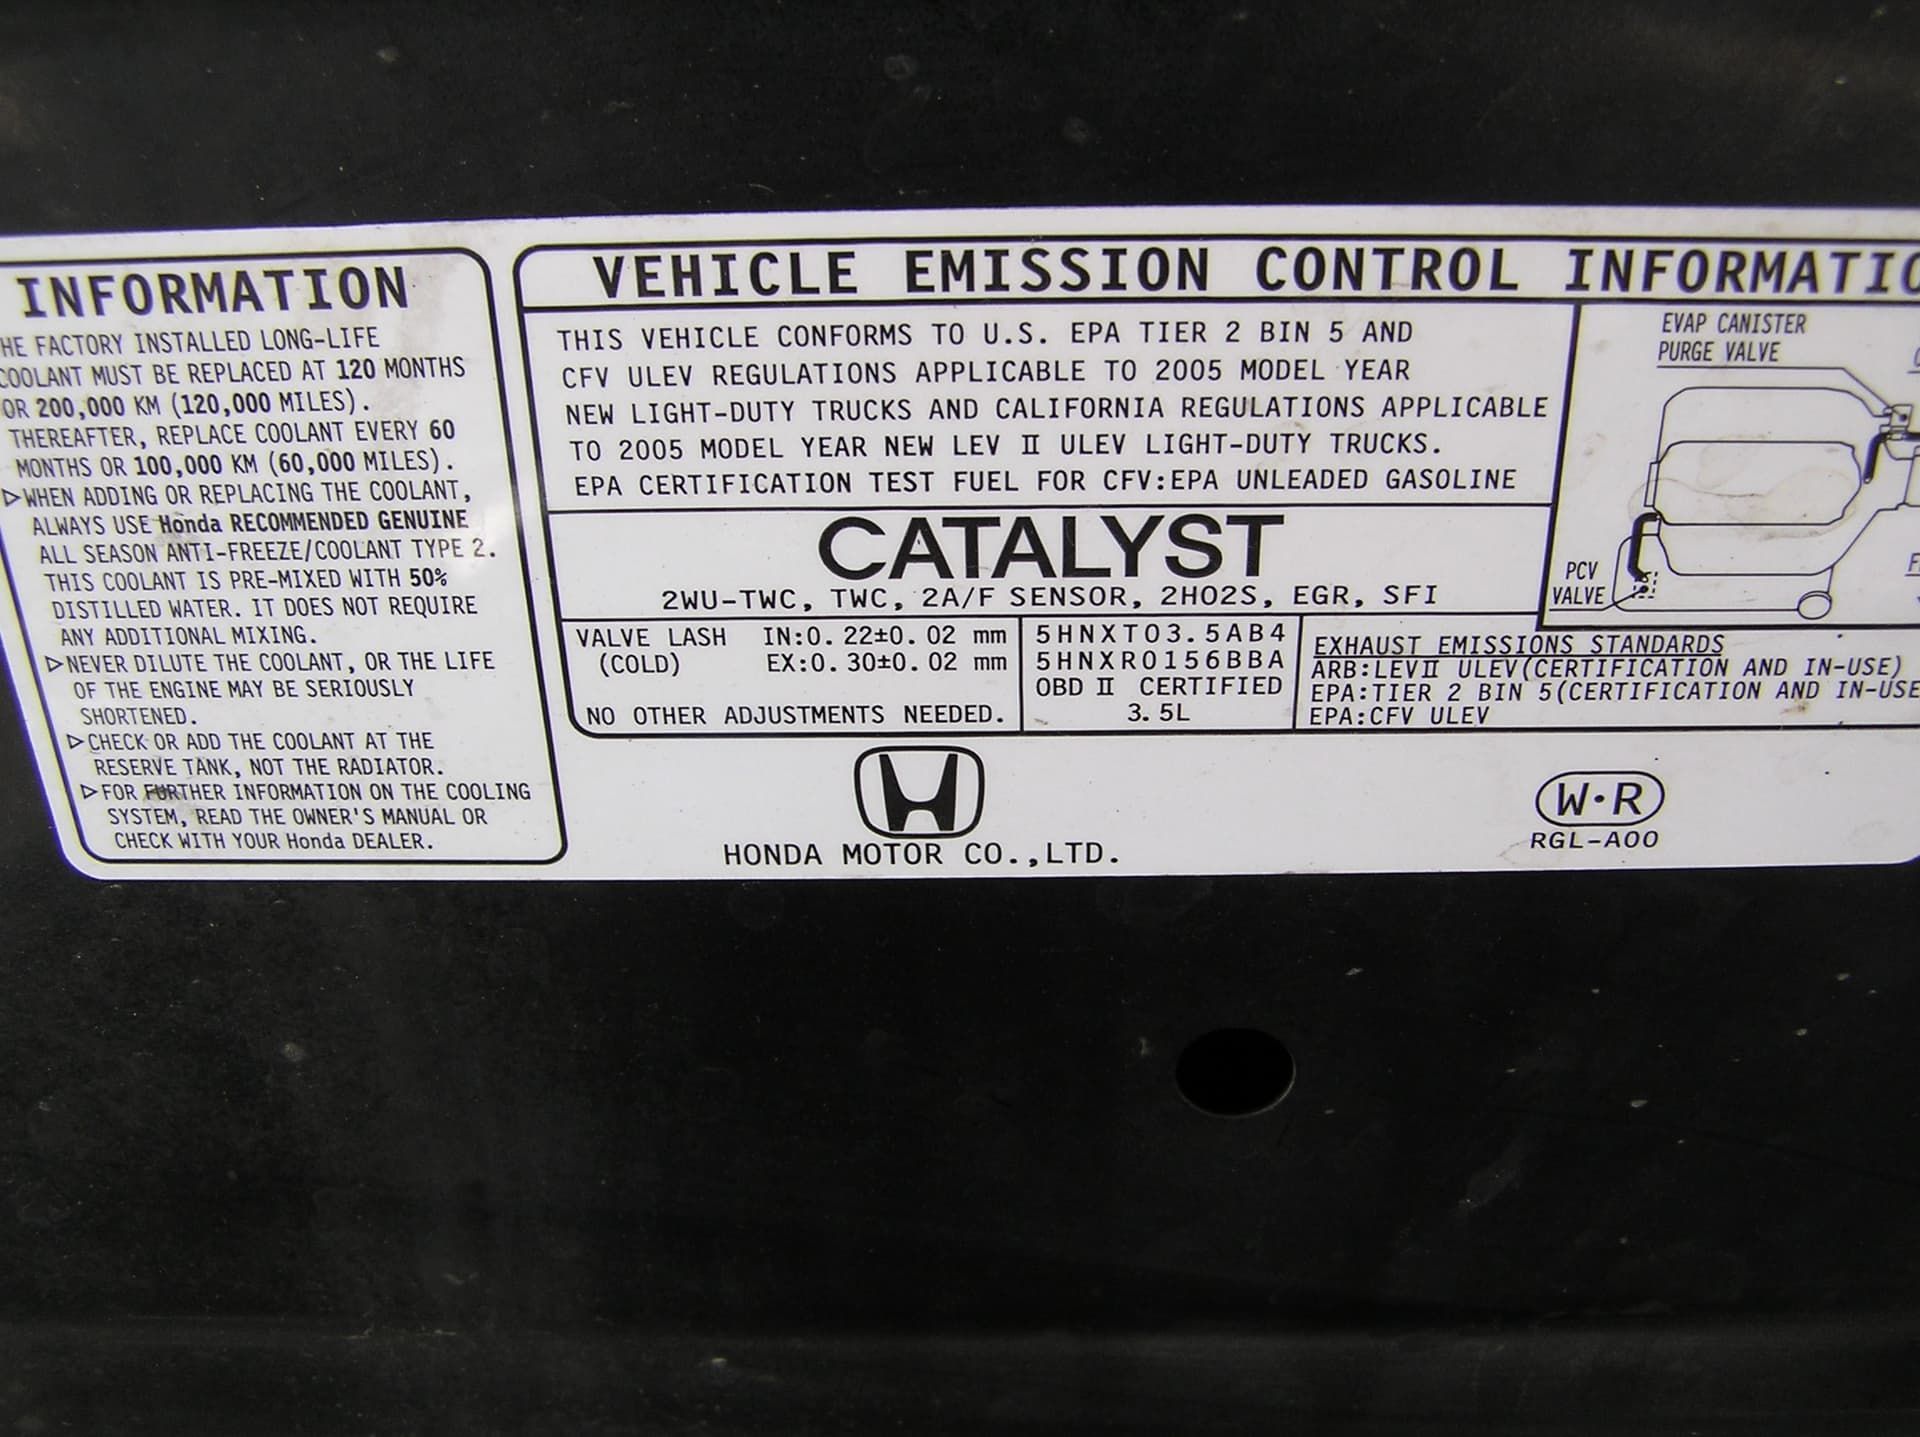 INFORMATION
HE FACTORY INSTALLED LONG-LIFE
COOLANT MUST BE REPLACED AT 120 MONTHS
OR 200,000 KM (120,000 MILES).
THEREAFTER, REPLACE COOLANT EVERY 60
MONTHS OR 100,000 KM (60,000 MILES).
▷WHEN ADDING OR REPLACING THE COOLANT,
ALWAYS USE Honda RECOMMENDED GENUINE
ALL SEASON ANTI-FREEZE/COOLANT TYPE 2.
THIS COOLANT IS PRE-MIXED WITH 50%
DISTILLED WATER. IT DOES NOT REQUIRE
ANY ADDITIONAL MIXING.
▷NEVER DILUTE THE COOLANT, OR THE LIFE
OF THE ENGINE MAY BE SERIOUSLY
SHORTENED.
▷CHECK OR ADD THE COOLANT AT THE
RESERVE TANK, NOT THE RADIATOR.
▷FOR FURTHER INFORMATION ON THE COOLING
SYSTEM, READ THE OWNER'S MANUAL OR
CHECK WITH YOUR Honda DEALER.
VEHICLE EMISSION CONTROL INFORMATIO
THIS VEHICLE CONFORMS TO U.S. EPA TIER 2 BIN 5 AND
CFV ULEV REGULATIONS APPLICABLE TO 2005 MODEL YEAR
NEW LIGHT-DUTY TRUCKS AND CALIFORNIA REGULATIONS APPLICABLE
TO 2005 MODEL YEAR NEW LEV II ULEV LIGHT-DUTY TRUCKS.
EPA CERTIFICATION TEST FUEL FOR CFV:EPA UNLEADED GASOLINE
CATALYST
2WU-TWC, TWC, 2A/F SENSOR, 2HO2S, EGR, SFI
VALVE LASH IN:0. 22±0. 02 mm
(COLD) EX:0. 30±0. 02 mm
NO OTHER ADJUSTMENTS NEEDED.
5HNXT03.5AB4
5HNXR0156BBA
OBD II CERTIFIED
3.5L
EVAP CANISTER
PURGE VALVE
PCV
VALVE
EXHAUST EMISSIONS STANDARDS
ARB:LEVII ULEV(CERTIFICATION AND IN-USE)
EPA:TIER 2 BIN 5(CERTIFICATION AND IN-USE
EPA:CFV ULEV
HONDA MOTOR CO.,LTD.
W·R
RGL-A00